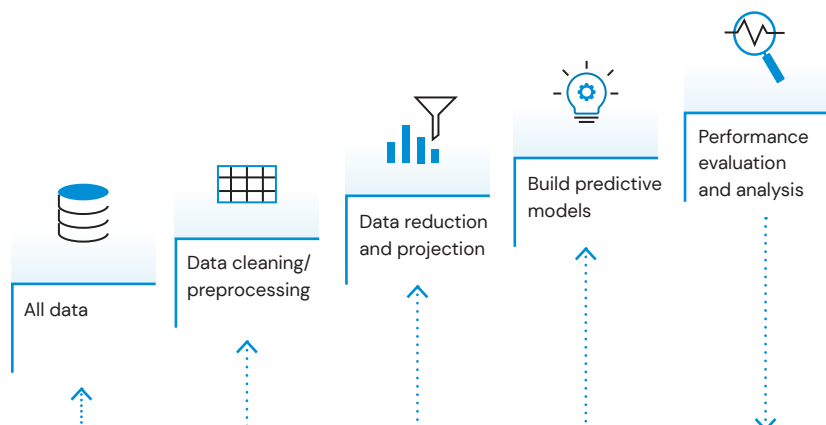 All data
Data cleaning/
preprocessing
Data reduction
and projection
Build predictive
models
Performance
evaluation
and analysis